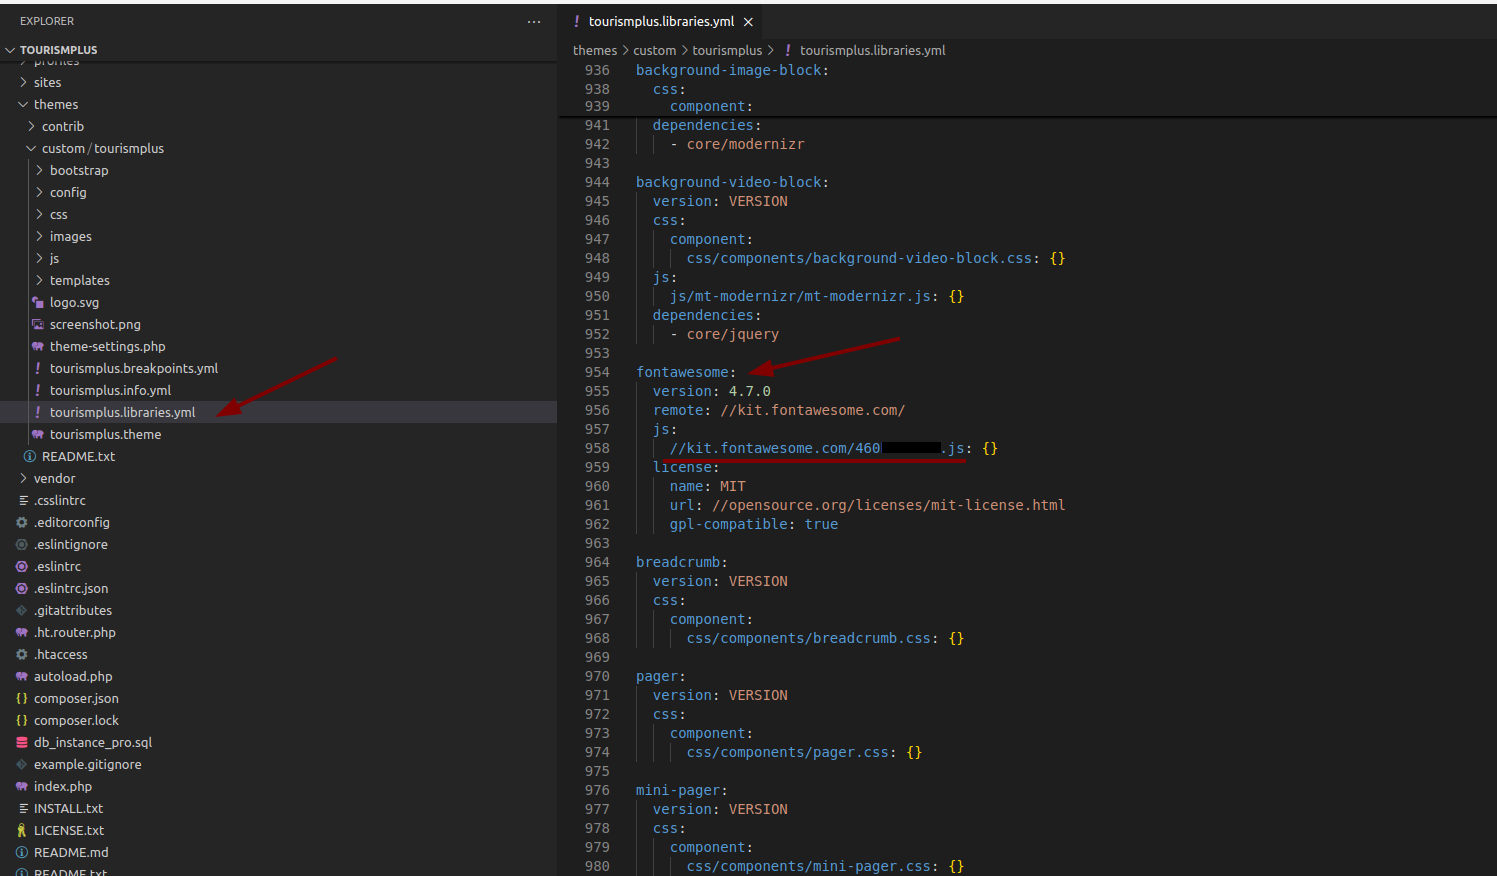 EXPLORER
···
TOURISMPLUS
profiles
sites
themes
contrib
custom / tourismplus
bootstrap
config
css
images
js
templates
logo.svg
screenshot.png
theme-settings.php
! tourismplus.breakpoints.yml
! tourismplus.info.yml
! tourismplus.libraries.yml
tourismplus.theme
README.txt
vendor
.csslintrc
.editorconfig
.eslintignore
.eslintrc
.eslintrc.json
.gitattributes
.ht.router.php
.htaccess
autoload.php
{} composer.json
{} composer.lock
db_instance_pro.sql
example.gitignore
index.php
INSTALL.txt
LICENSE.txt
README.md
README.txt
! tourismplus.libraries.yml ×
themes > custom > tourismplus > ! tourismplus.libraries.yml
936 background-image-block:
938 css:
939 component:
941 dependencies:
942 - core/modernizr
943
944 background-video-block:
945 version: VERSION
946 css:
947 component:
948 css/components/background-video-block.css: {}
949 js:
950 js/mt-modernizr/mt-modernizr.js: {}
951 dependencies:
952 - core/jquery
953
954 fontawesome:
955 version: 4.7.0
956 remote: //kit.fontawesome.com/
957 js:
958 //kit.fontawesome.com/460 .js: {}
959 license:
960 name: MIT
961 url: //opensource.org/licenses/mit-license.html
962 gpl-compatible: true
963
964 breadcrumb:
965 version: VERSION
966 css:
967 component:
968 css/components/breadcrumb.css: {}
969
970 pager:
971 version: VERSION
972 css:
973 component:
974 css/components/pager.css: {}
975
976 mini-pager:
977 version: VERSION
978 css:
979 component:
980 css/components/mini-pager.css: {}